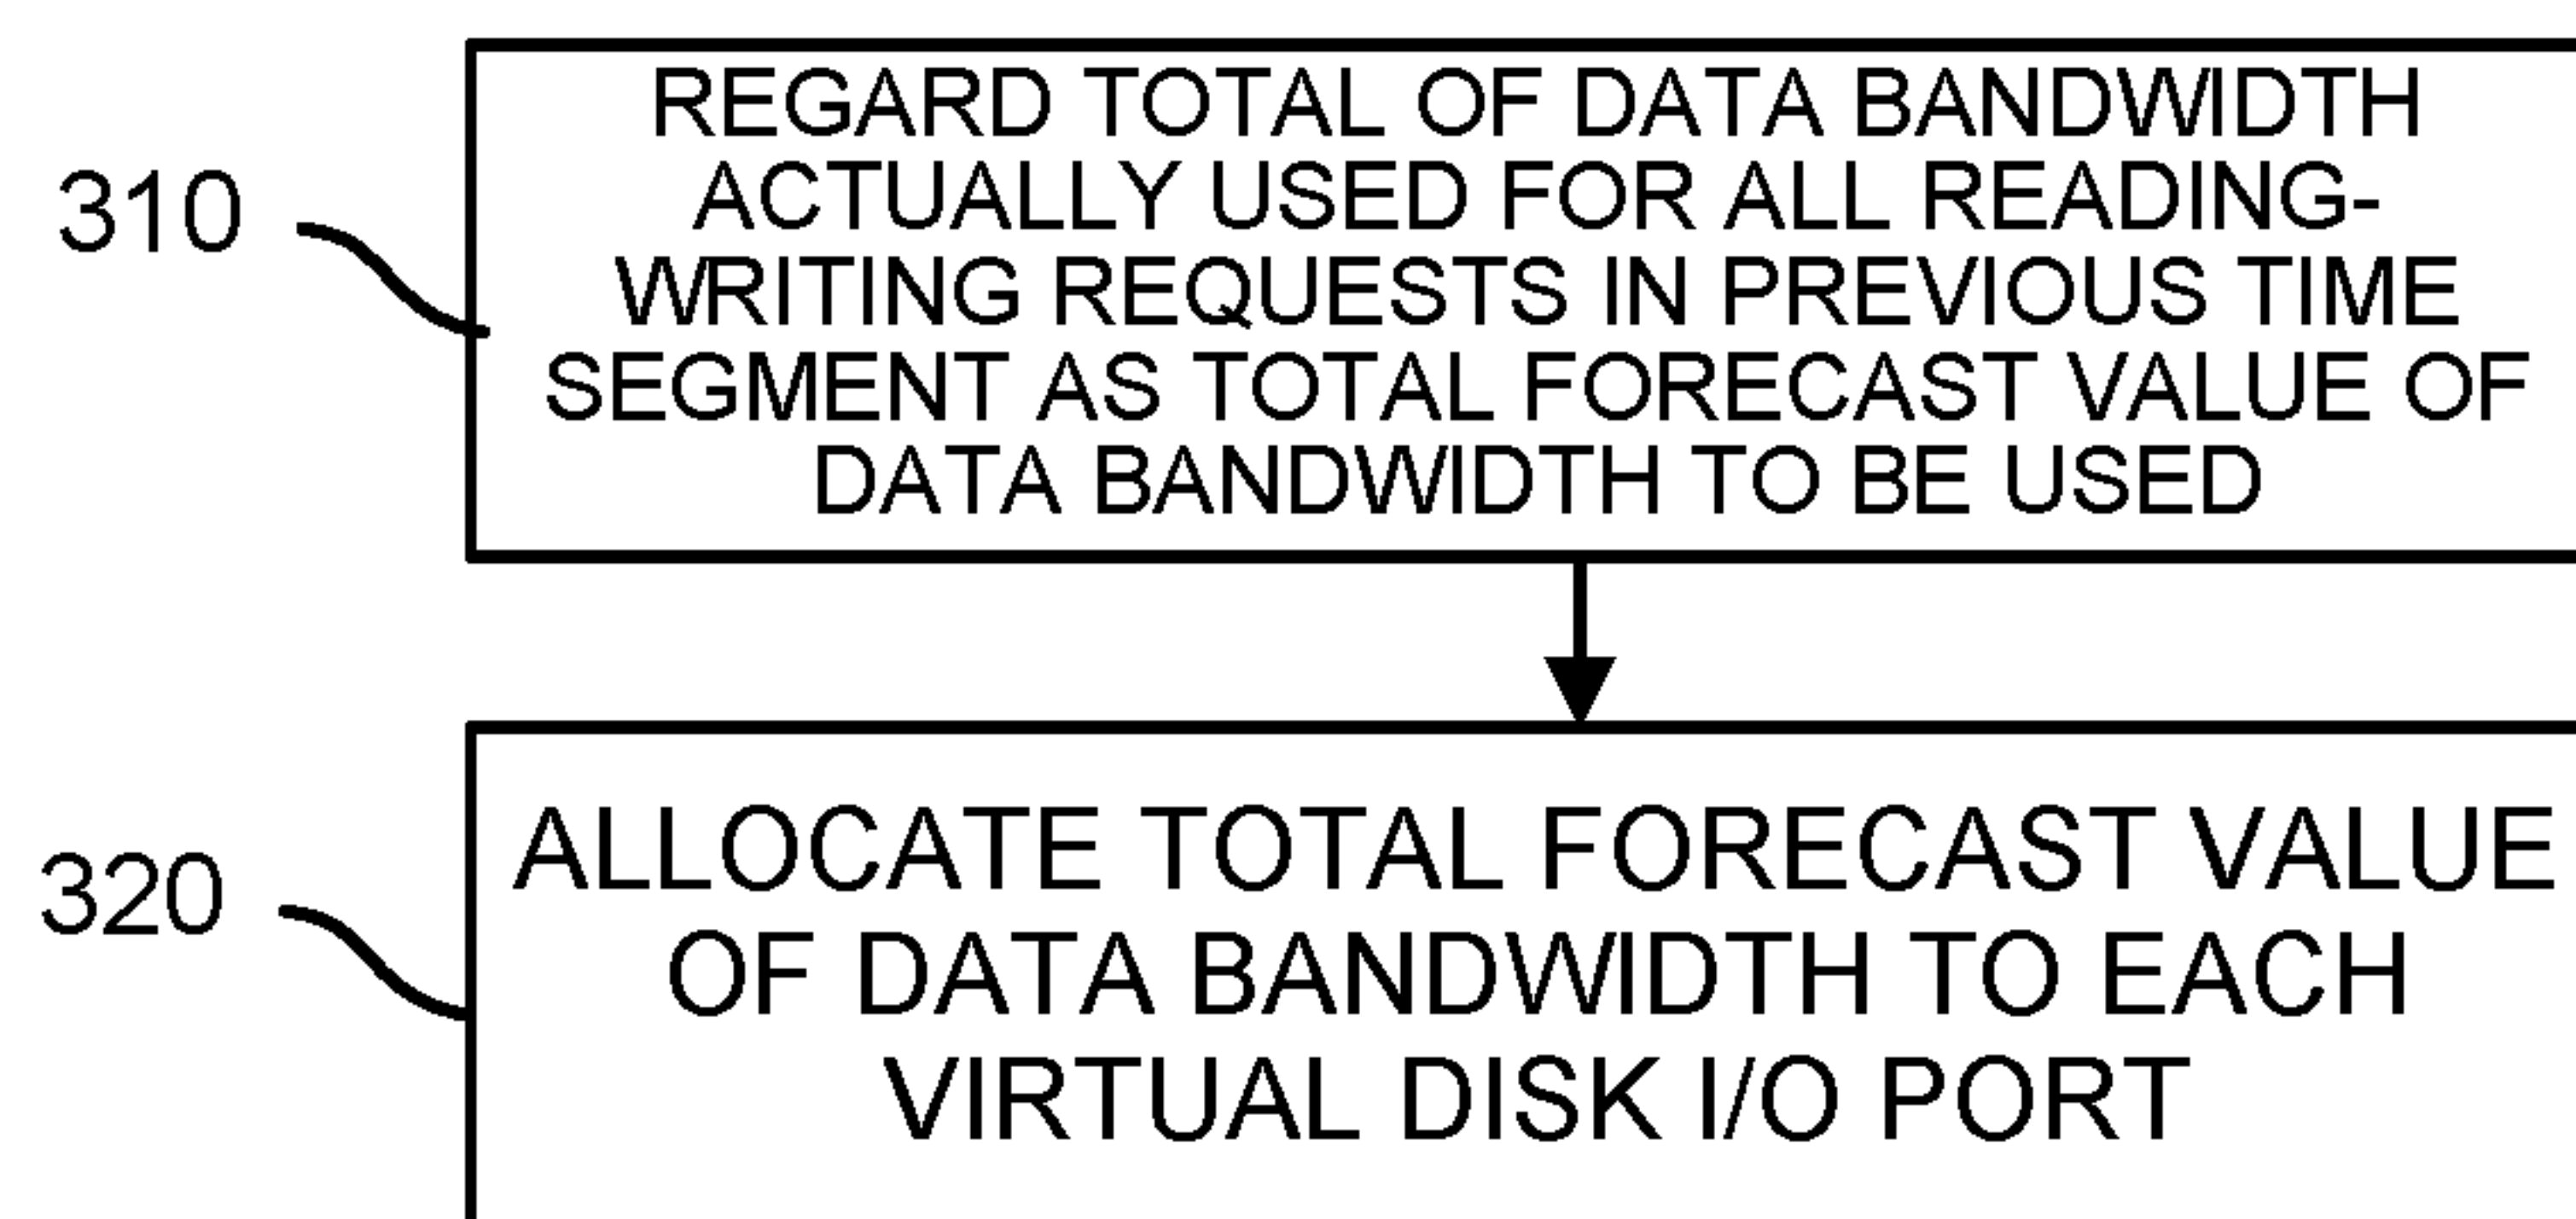 310
REGARD TOTAL OF DATA BANDWIDTH
ACTUALLY USED FOR ALL READING-
WRITING REQUESTS IN PREVIOUS TIME
SEGMENT AS TOTAL FORECAST VALUE OF
DATA BANDWIDTH TO BE USED
320
ALLOCATE TOTAL FORECAST VALUE
OF DATA BANDWIDTH TO EACH
VIRTUAL DISK I/O PORT